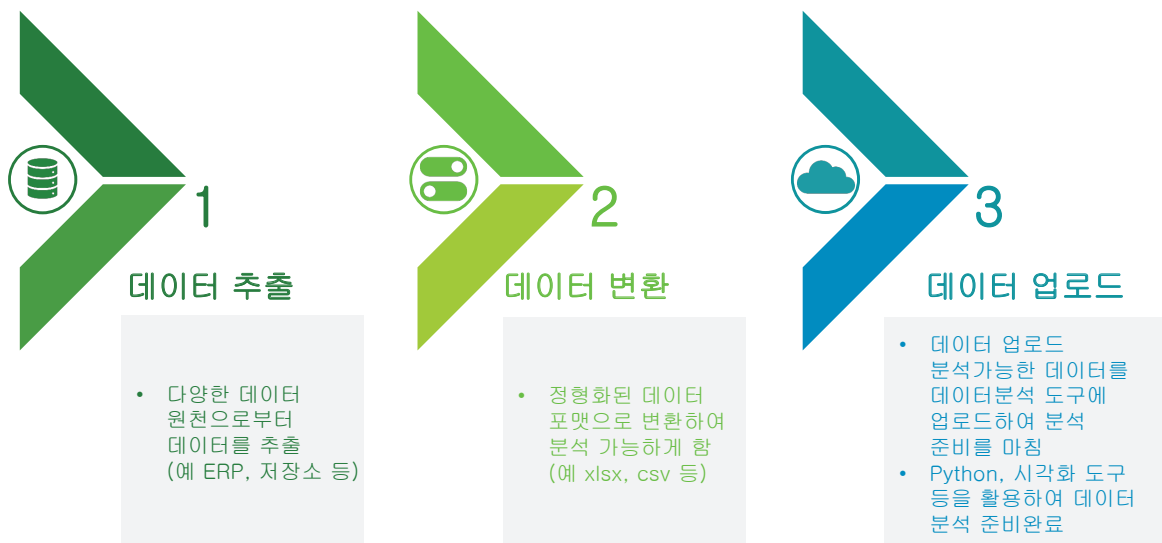 1
데이터 추출
• 다양한 데이터
원천으로부터
데이터를 추출
(예 ERP, 저장소 등)
2
데이터 변환
• 정형화된 데이터
포맷으로 변환하여
분석 가능하게 함
(예 xlsx, csv 등)
3
데이터 업로드
• 데이터 업로드
분석가능한 데이터를
데이터분석 도구에
업로드하여 분석
준비를 마침
• Python, 시각화 도구
등을 활용하여 데이터
분석 준비완료